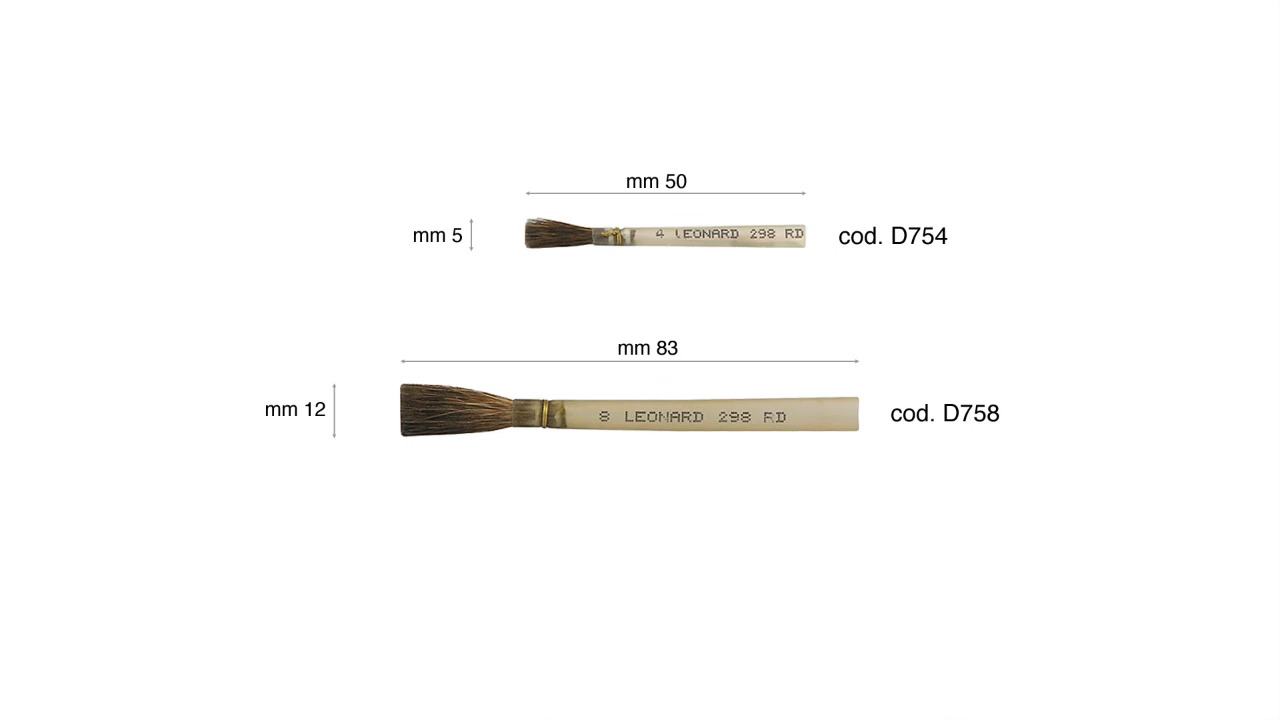 mm 50
mm 5
4 LEONARD 298 RD
cod. D754
mm 83
mm 12
8 LEONARD 298 RD
cod. D758